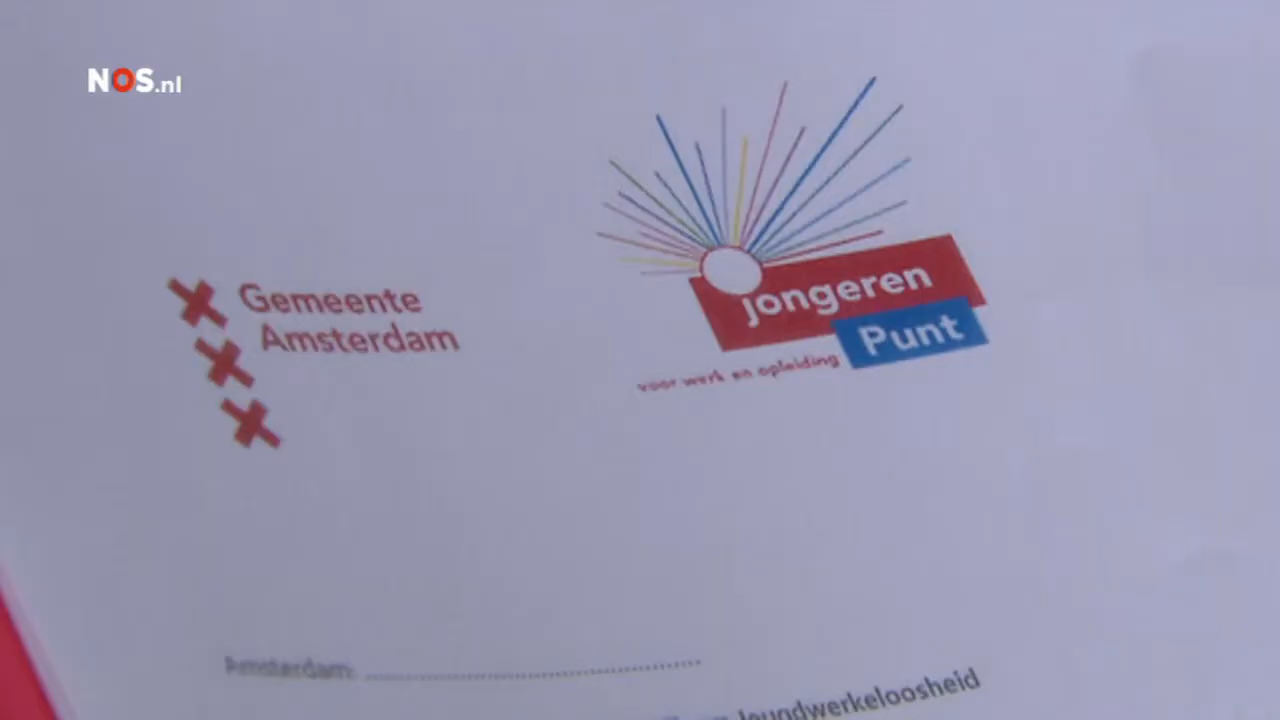 NOS.nl
Gemeente
Amsterdam
jongeren
Punt
voor werk en opleiding
Amsterdam
Jeugdwerkeloosheid